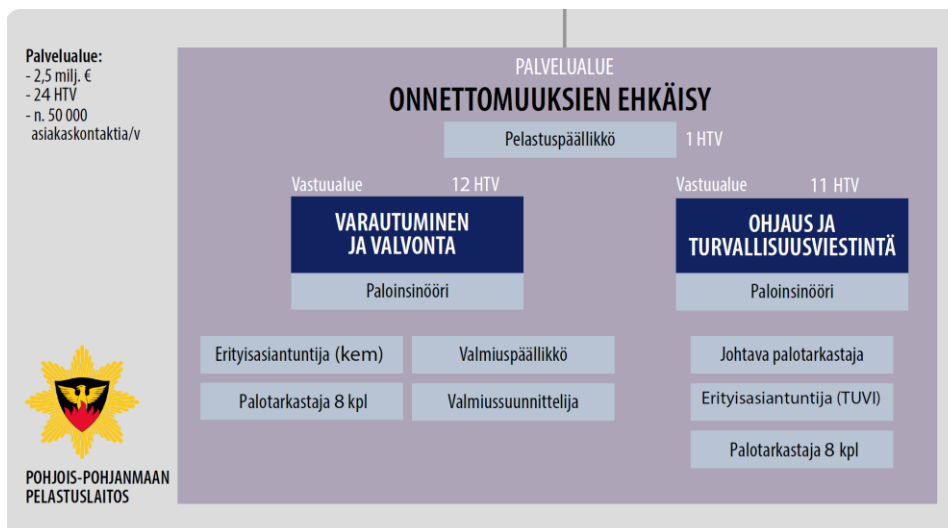 Palvelualue:
- 2,5 milj. €
- 24 HTV
- n. 50 000
asiakaskontaktia/v
PALVELUALUE
ONNETTOMUUKSIEN EHKÄISY
Pelastuspäällikkö 1 HTV
Vastuualue 12 HTV
VARAUTUMINEN
JA VALVONTA
Paloinsinööri
Erityisasiantuntija (kem)
Palotarkastaja 8 kpl
Valmiuspäällikkö
Valmiussuunnittelija
Vastuualue 11 HTV
OHJAUS JA
TURVALLISUUSVIESTINTÄ
Paloinsinööri
Johtava palotarkastaja
Erityisasiantuntija (TUVI)
Palotarkastaja 8 kpl
POHJOIS-POHJANMAAN
PELASTUSLAITOS